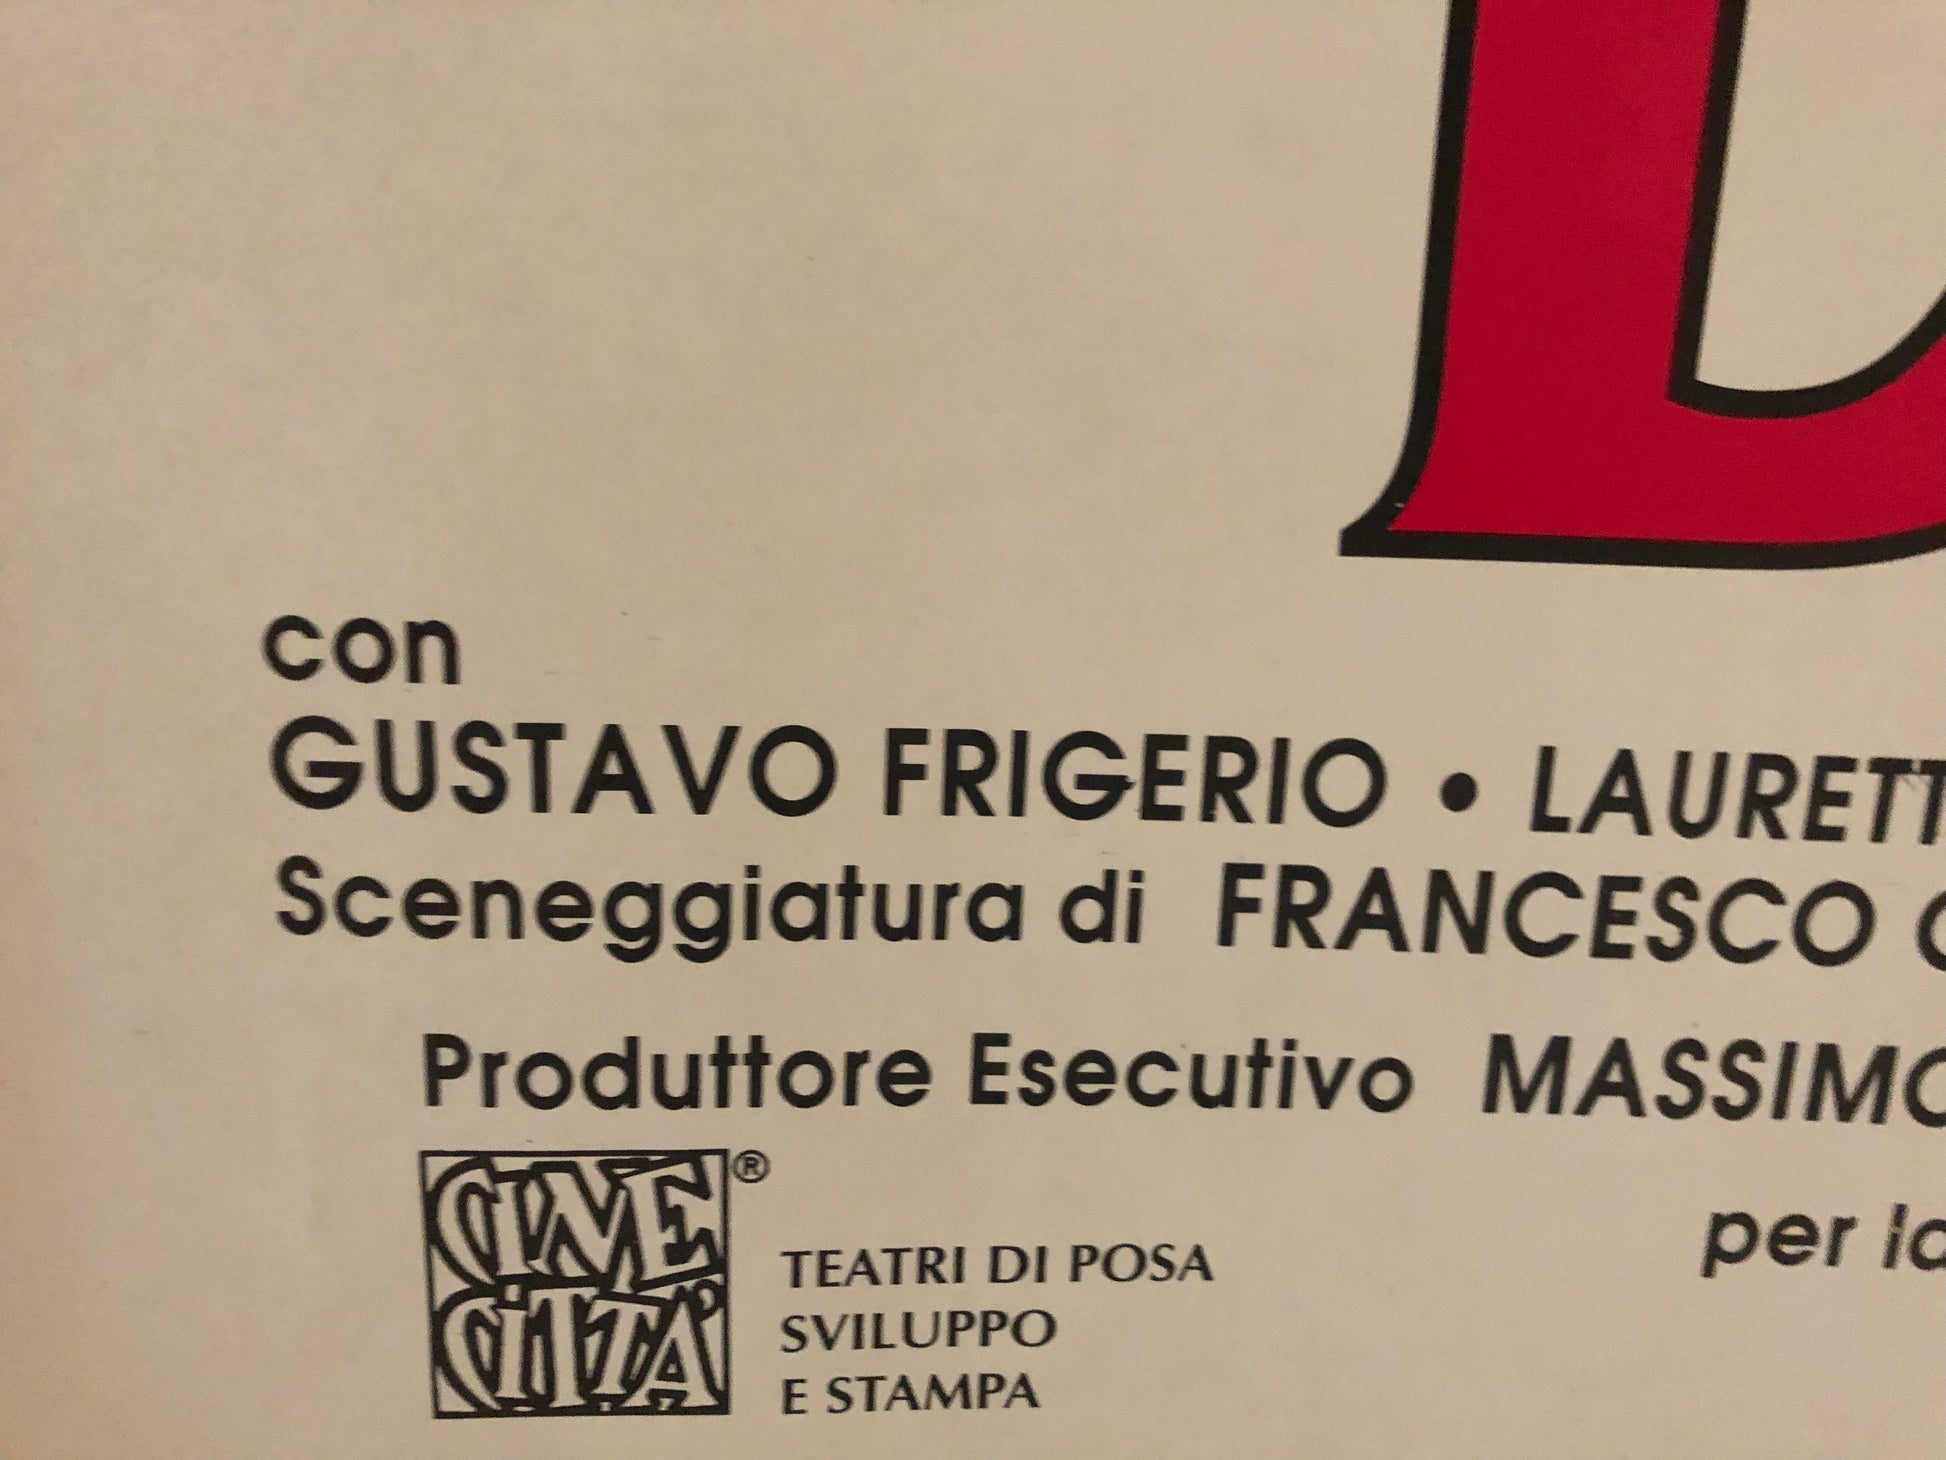 con
GUSTAVO FRIGERIO • LAURETT
Sceneggiatura di FRANCESCO
Produttore Esecutivo MASSIMO
CINE
CITTÀ
®
TEATRI DI POSA
SVILUPPO
E STAMPA
per